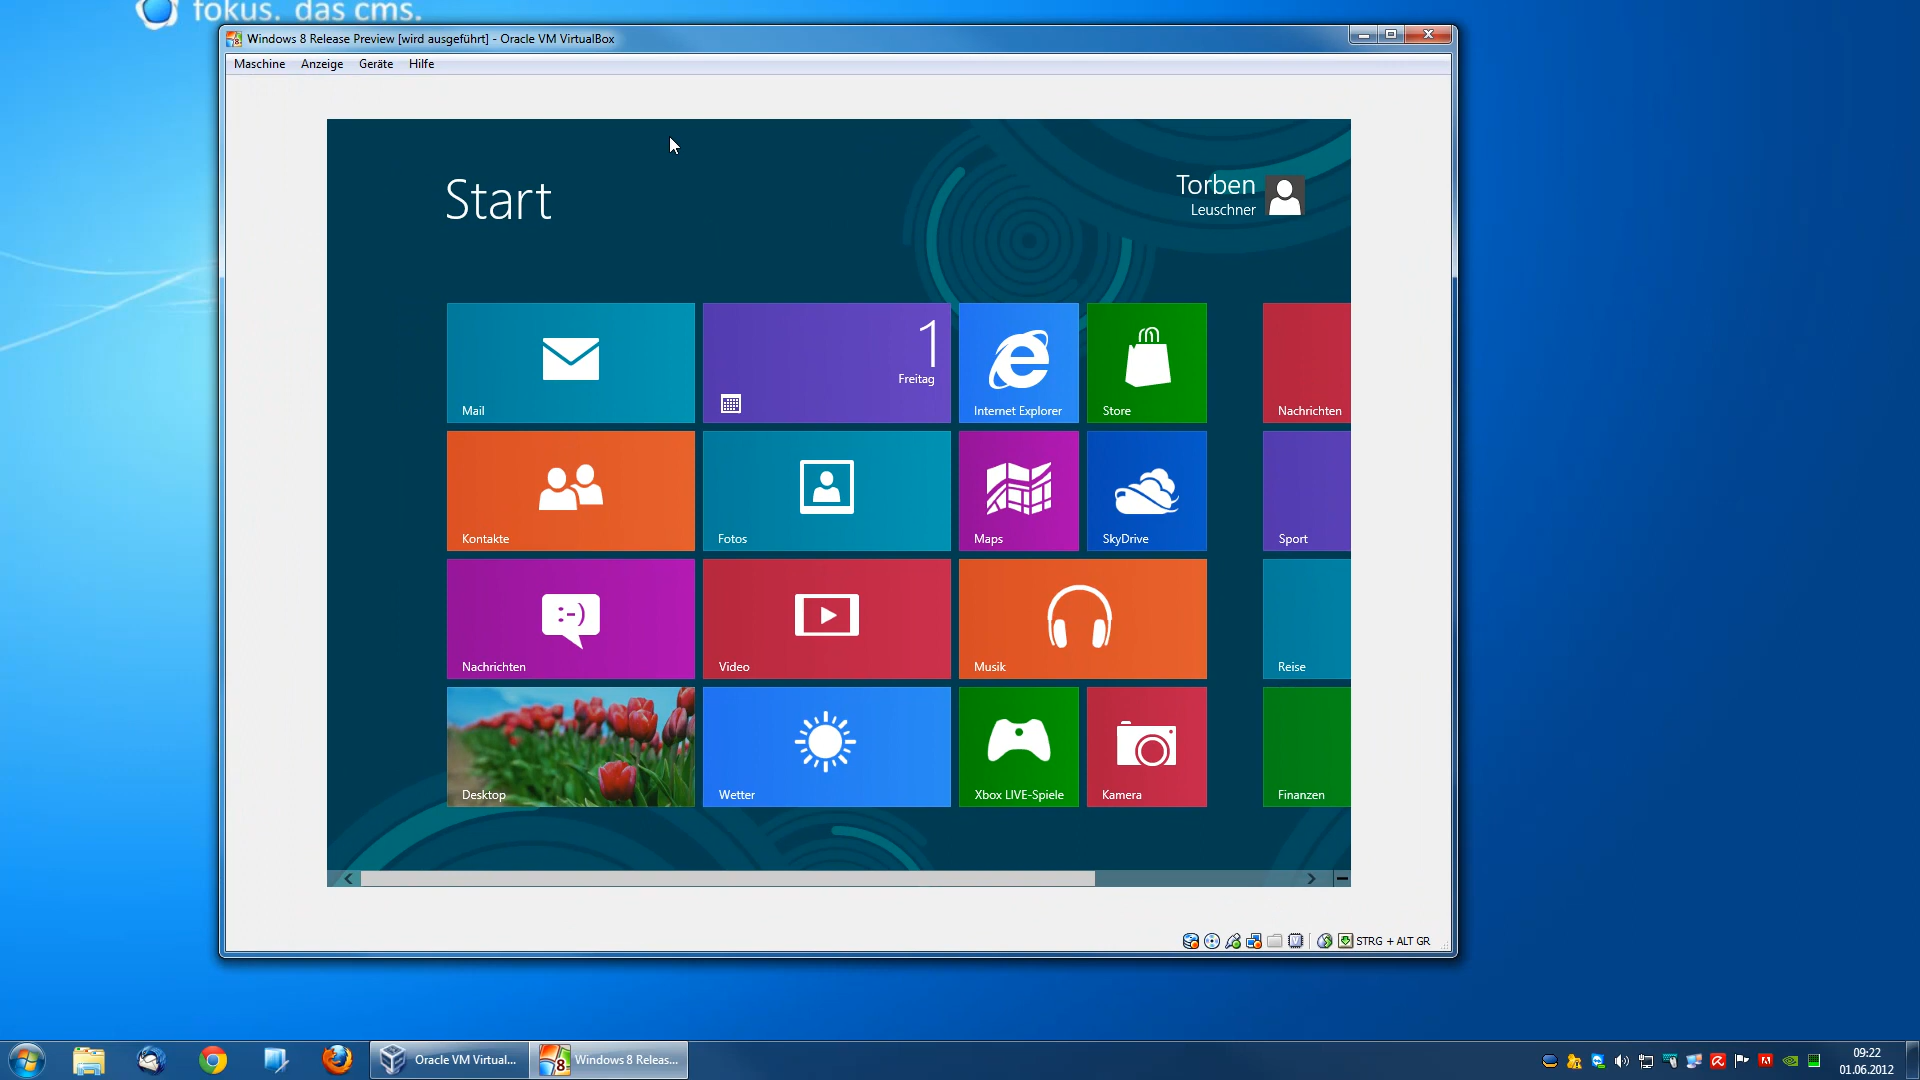 fokus. das cms.
Windows 8 Release Preview [wird ausgeführt] - Oracle VM VirtualBox
Maschine Anzeige Geräte Hilfe
Start
Torben
Leuschner
Mail
1
Freitag
Internet Explorer
Store
Nachrichten
Kontakte
Fotos
Maps
SkyDrive
Sport
:-)
Nachrichten
Video
Musik
Reise
Desktop
Wetter
Xbox LIVE-Spiele
Kamera
Finanzen
STRG + ALT GR
Oracle VM Virtual...
8
Windows 8 Releas...
09:22
01.06.2012